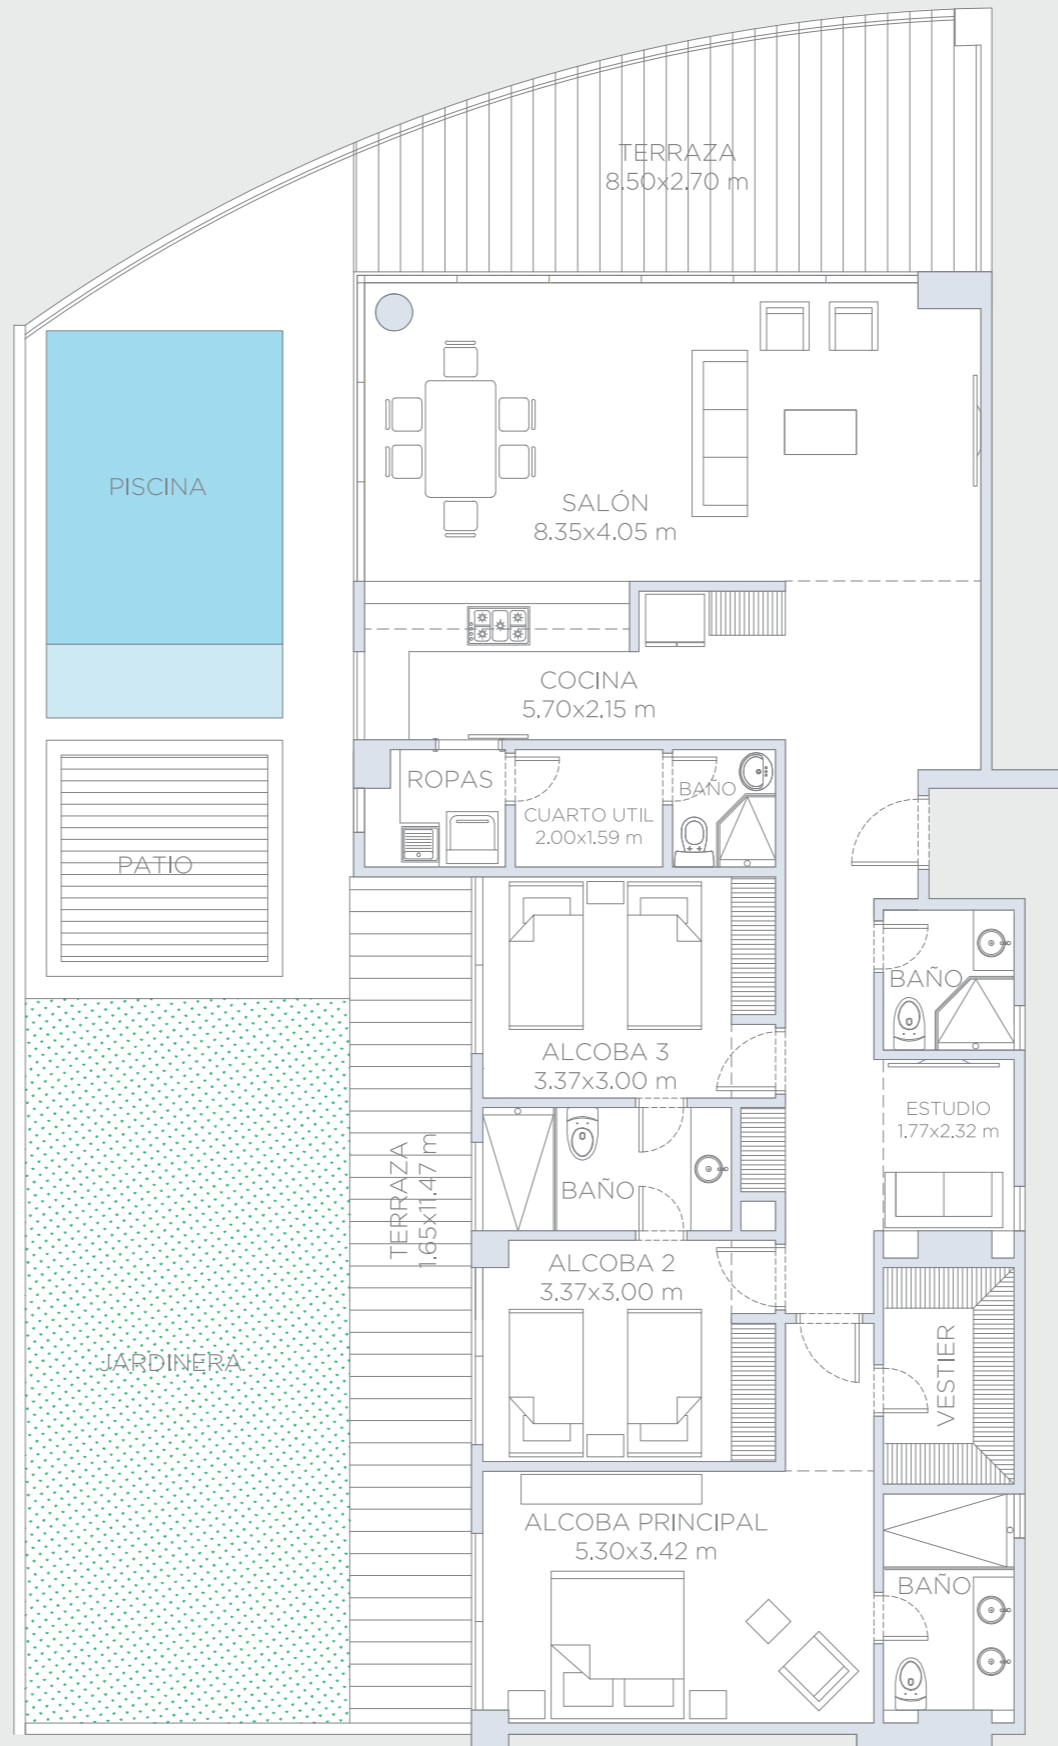 TERRAZA
8.50x2.70 m
PISCINA
SALÓN
8.35x4.05 m
COCINA
5.70x2.15 m
ROPAS
CUARTO UTIL
2.00x1.59 m
BAÑO
PATIO
BAÑO
ALCOBA 3
3.37x3.00 m
ESTUDIO
1.77x2.32 m
TERRAZA
1.65x11.47 m
BAÑO
ALCOBA 2
3.37x3.00 m
JARDINERA
VESTIER
ALCOBA PRINCIPAL
5.30x3.42 m
BAÑO